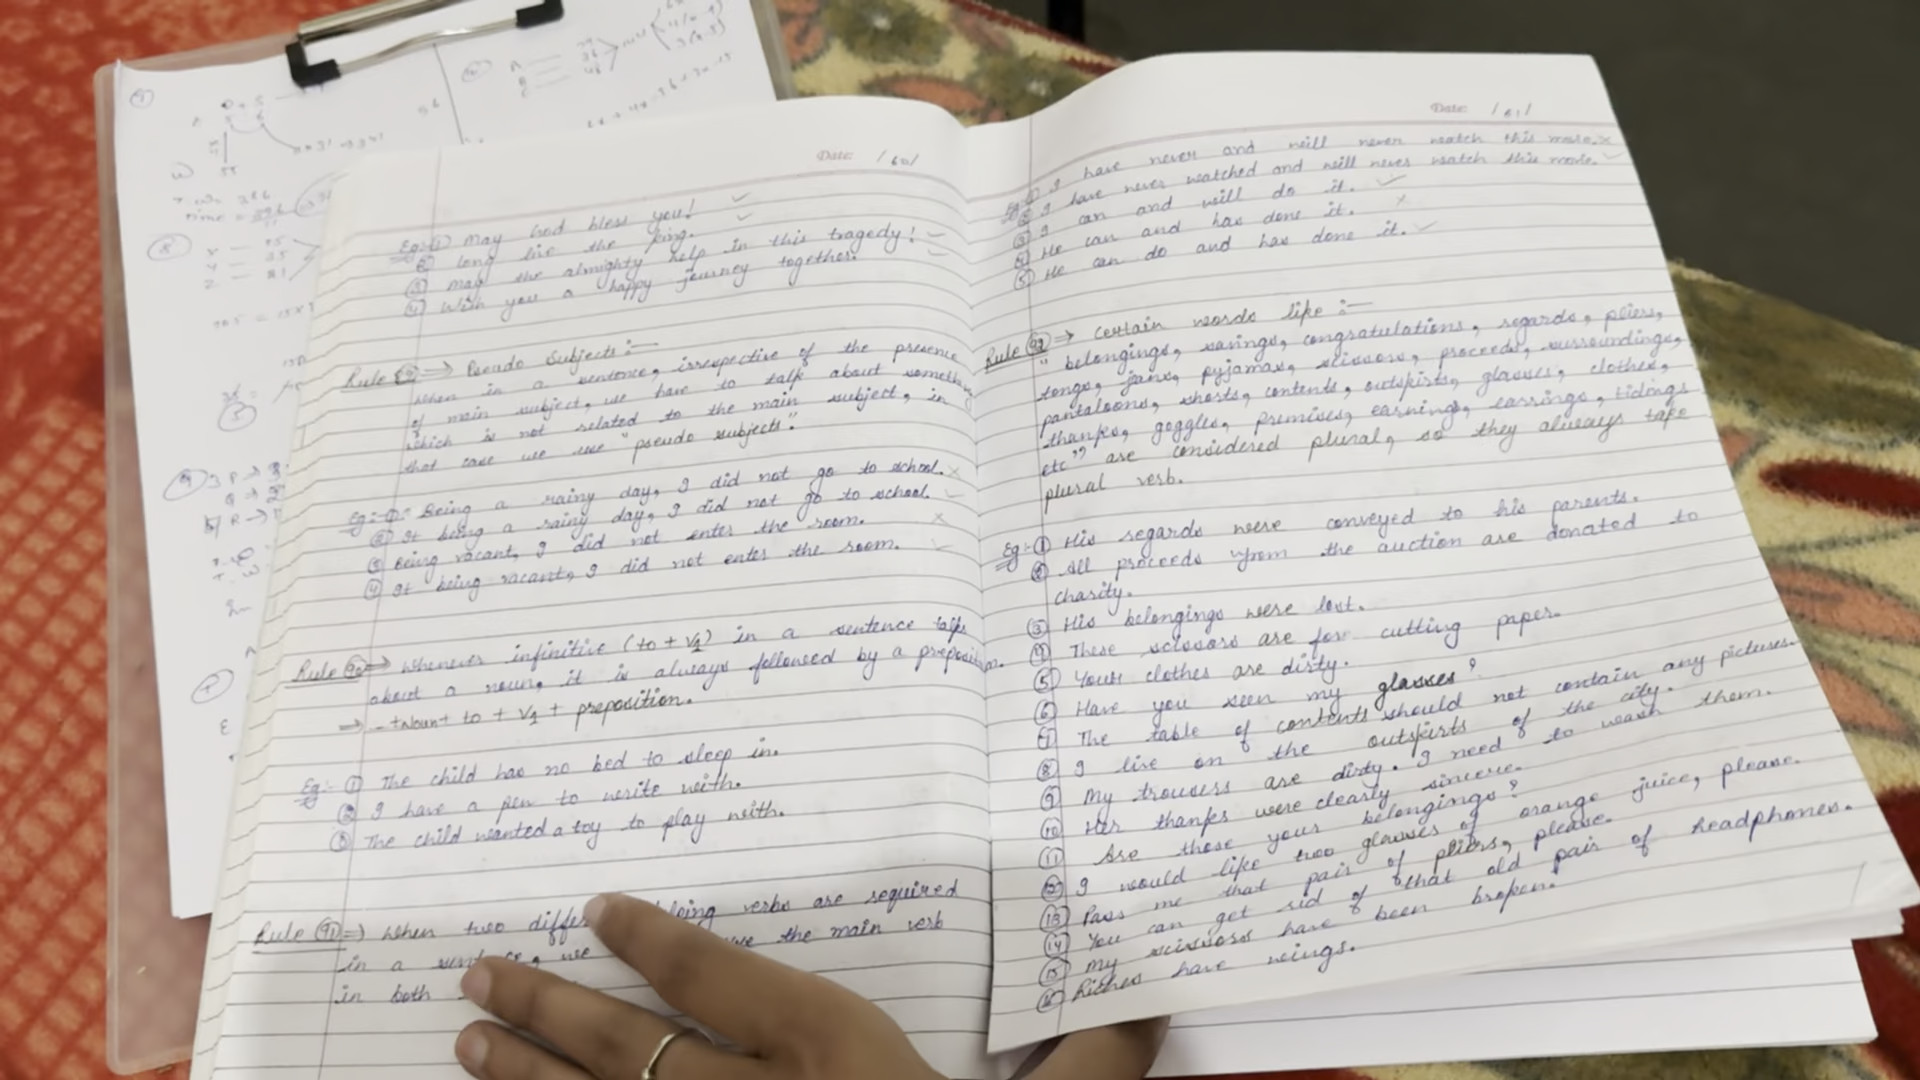 Date: /60/
Eg:-① May God bless you! ✓
② Long live the king. ✓
③ May the almighty help in this tragedy!
④ Wish you a happy journey together.
Rule => Pseudo Subjects:—
When in a sentence, irrespective of the presence
of main subject, we have to talk about something
which is not related to the main subject, in
that case we use "pseudo subjects".
Eg:-①. Being a rainy day, I did not go to school. ×
② It being a rainy day, I did not go to school. ✓
③ Being vacant, I did not enter the room. ×
④ It being vacant, I did not enter the room. ✓
Rule 90 => Whenever infinitive (to + V1) in a sentence talks
about a noun, it is always followed by a preposition.
=> - + Noun + to + V1 + preposition.
Eg:- ① The child has no bed to sleep in.
② I have a pen to write with.
③ The child wanted a toy to play with.
Rule 91 => When two verbs are required
in a use the main verb
in both
Date: /61/
Eg:-① I have never and will never watch this movie. ×
② I have never watched and will never watch this movie. ✓
③ I can and will do it. ✓
④ He can and has done it. ×
⑤ He can do and has done it. ✓
Rule 92 => Certain words like :—
"belongings, savings, congratulations, regards, pliers,
tongs, jeans, pyjamas, scissors, proceeds, surroundings,
pantaloons, shorts, contents, outskirts, glasses, clothes,
thanks, goggles, premises, earnings, earrings, tidings
etc" are considered plural, so they always take
plural verb.
Eg:-① His regards were conveyed to his parents.
② All proceeds from the auction are donated to
charity.
③ His belongings were lost.
④ These scissors are for cutting paper.
⑤ Your clothes are dirty.
⑥ Have you seen my glasses?
⑦ The table of contents should not contain any pictures.
⑧ I live on the outskirts of the city.
⑨ My trousers are dirty. I need to wash them.
⑩ Her thanks were clearly sincere.
⑪ Are those your belongings?
⑫ I would like two glasses of orange juice, please.
⑬ Pass me that pair of pliers, please.
⑭ You can get rid of that old pair of headphones.
⑮ My scissors have been broken.
⑯ Riches have wings.